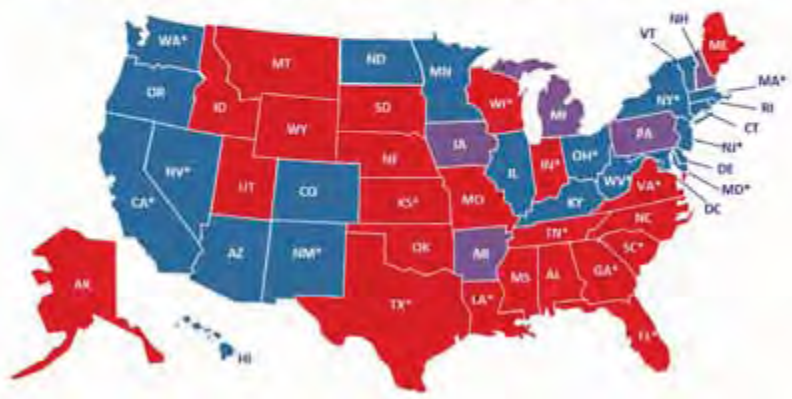 NH
VT
ME
WA*
MT
ND
MN
MA*
OR
ID
SD
WI*
MI
NY*
RI
WY
CT
IA
PA
NJ*
NV*
NE
IL
IN*
OH*
DE
UT
CO
WV*
VA*
MD*
CA*
KS*
MO
KY
DC
NC
TN*
OK
AZ
NM*
MI
SC*
AK
MS
AL
GA*
TX*
LA*
FL*
HI